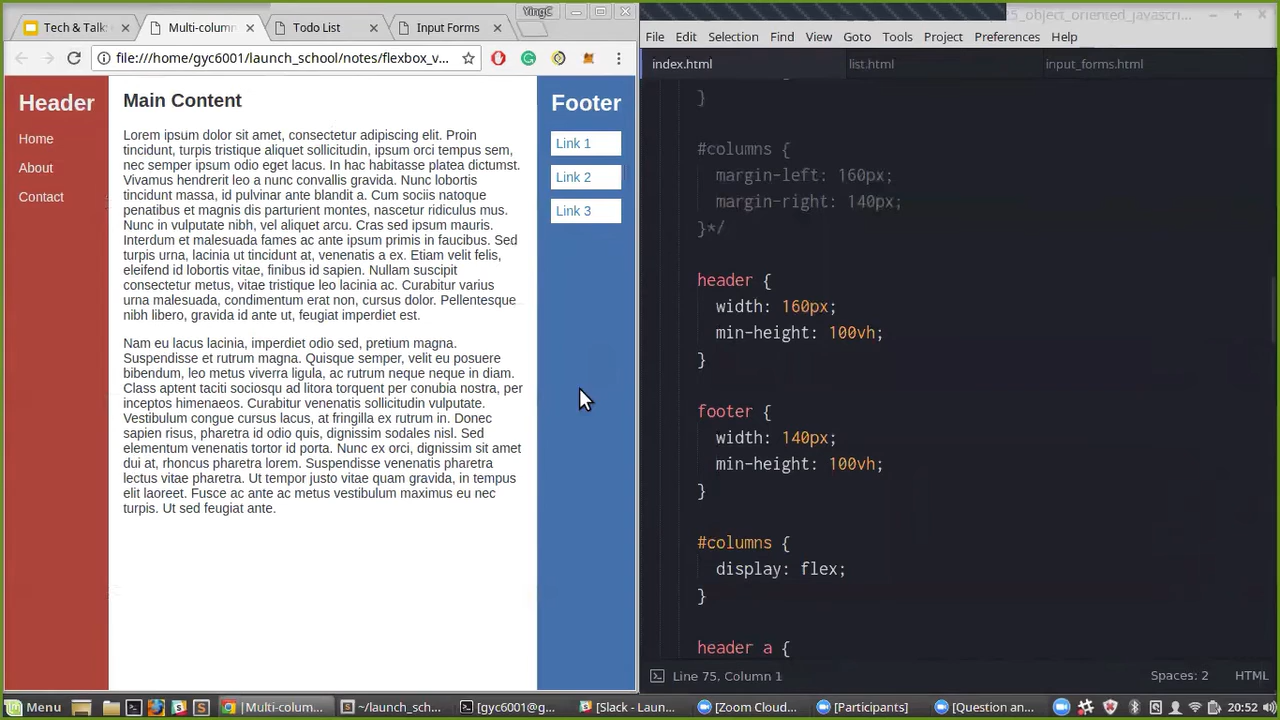 YingC
Tech & Talk
Multi-column
Todo List
Input Forms
file:///home/gyc6001/launch_school/notes/flexbox_v...
Header
Home
About
Contact
Main Content
Lorem ipsum dolor sit amet, consectetur adipiscing elit. Proin
tincidunt, turpis tristique aliquet sollicitudin, ipsum orci tempus sem,
nec semper ipsum odio eget lacus. In hac habitasse platea dictumst.
Vivamus hendrerit leo a nunc convallis gravida. Nunc lobortis
tincidunt massa, id pulvinar ante blandit a. Cum sociis natoque
penatibus et magnis dis parturient montes, nascetur ridiculus mus.
Nunc in vulputate nibh, vel aliquet arcu. Cras sed ipsum mauris.
Interdum et malesuada fames ac ante ipsum primis in faucibus. Sed
turpis urna, lacinia ut tincidunt at, venenatis a ex. Etiam velit felis,
eleifend id lobortis vitae, finibus id sapien. Nullam suscipit
consectetur metus, vitae tristique leo lacinia ac. Curabitur varius
urna malesuada, condimentum erat non, cursus dolor. Pellentesque
nibh libero, gravida id ante ut, feugiat imperdiet est.
Nam eu lacus lacinia, imperdiet odio sed, pretium magna.
Suspendisse et rutrum magna. Quisque semper, velit eu posuere
bibendum, leo metus viverra ligula, ac rutrum neque neque in diam.
Class aptent taciti sociosqu ad litora torquent per conubia nostra, per
inceptos himenaeos. Curabitur venenatis sollicitudin vulputate.
Vestibulum congue cursus lacus, at fringilla ex rutrum in. Donec
sapien risus, pharetra id odio quis, dignissim sodales nisl. Sed
elementum venenatis tortor id porta. Nunc ex orci, dignissim sit amet
dui at, rhoncus pharetra lorem. Suspendisse venenatis pharetra
lectus vitae pharetra. Ut tempor justo vitae quam gravida, in tempus
elit laoreet. Fusce ac ante ac metus vestibulum maximus eu nec
turpis. Ut sed feugiat ante.
Footer
Link 1
Link 2
Link 3
5_object_oriented_javascri...
File Edit Selection Find View Goto Tools Project Preferences Help
index.html list.html input_forms.html
}
#columns {
margin-left: 160px;
margin-right: 140px;
}*/
header {
width: 160px;
min-height: 100vh;
}
footer {
width: 140px;
min-height: 100vh;
}
#columns {
display: flex;
}
header a {
Line 75, Column 1
Spaces: 2
HTML
Menu
[Multi-colum...
~/launch_sch...
[gyc6001@g...
[Slack - Laun...
[Zoom Cloud...
[Participants]
[Question an...
20:52